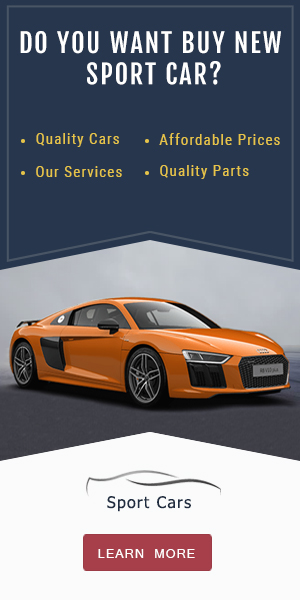 DO YOU WANT BUY NEW
SPORT CAR?
• Quality Cars
• Affordable Prices
• Our Services
• Quality Parts
Sport Cars
LEARN MORE